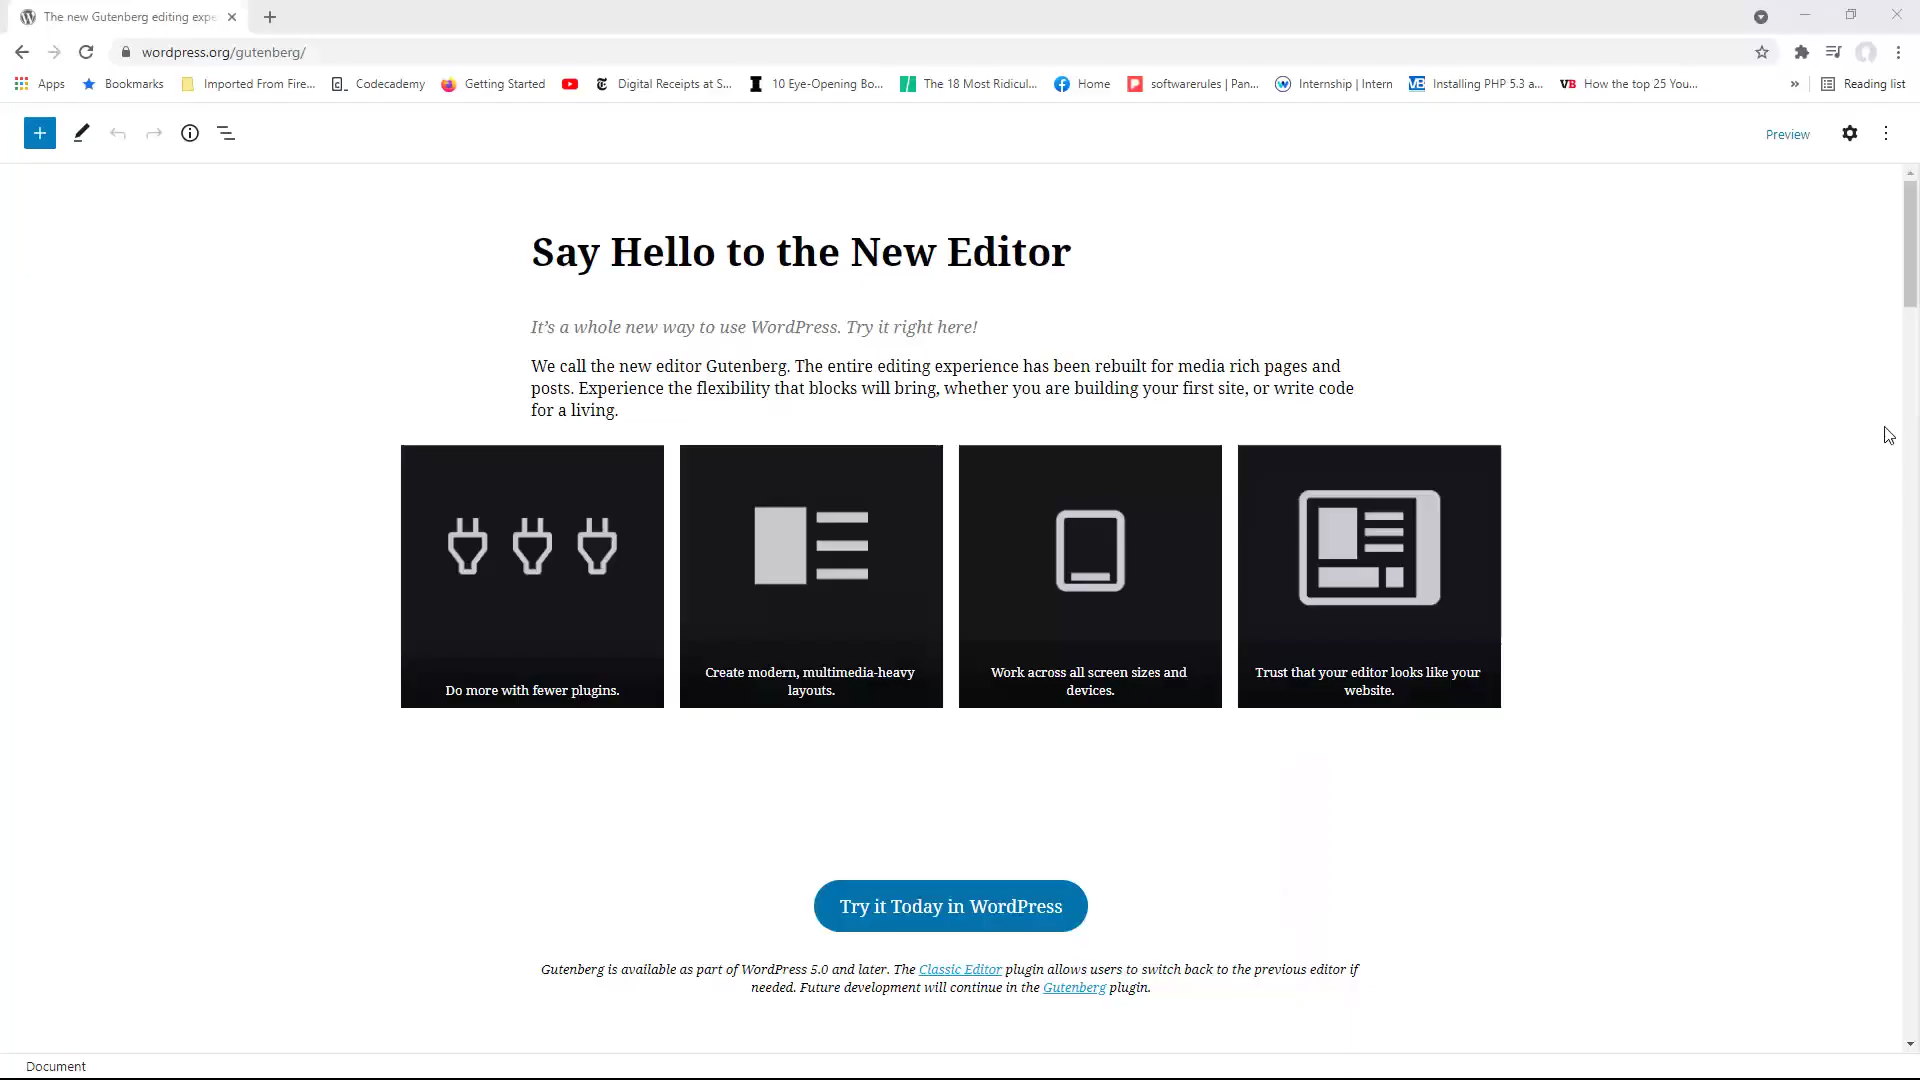 The new Gutenberg editing expe
wordpress.org/gutenberg/
Apps Bookmarks Imported From Fire... Codecademy Getting Started Digital Receipts at S... 10 Eye-Opening Bo... The 18 Most Ridicul... Home softwarerules | Pan... Internship | Intern Installing PHP 5.3 a... VB How the top 25 You... » Reading list
Preview
Say Hello to the New Editor
It’s a whole new way to use WordPress. Try it right here!
We call the new editor Gutenberg. The entire editing experience has been rebuilt for media rich pages and
posts. Experience the flexibility that blocks will bring, whether you are building your first site, or write code
for a living.
Do more with fewer plugins.
Create modern, multimedia-heavy
layouts.
Work across all screen sizes and
devices.
Trust that your editor looks like your
website.
Try it Today in WordPress
Gutenberg is available as part of WordPress 5.0 and later. The Classic Editor plugin allows users to switch back to the previous editor if
needed. Future development will continue in the Gutenberg plugin.
Document